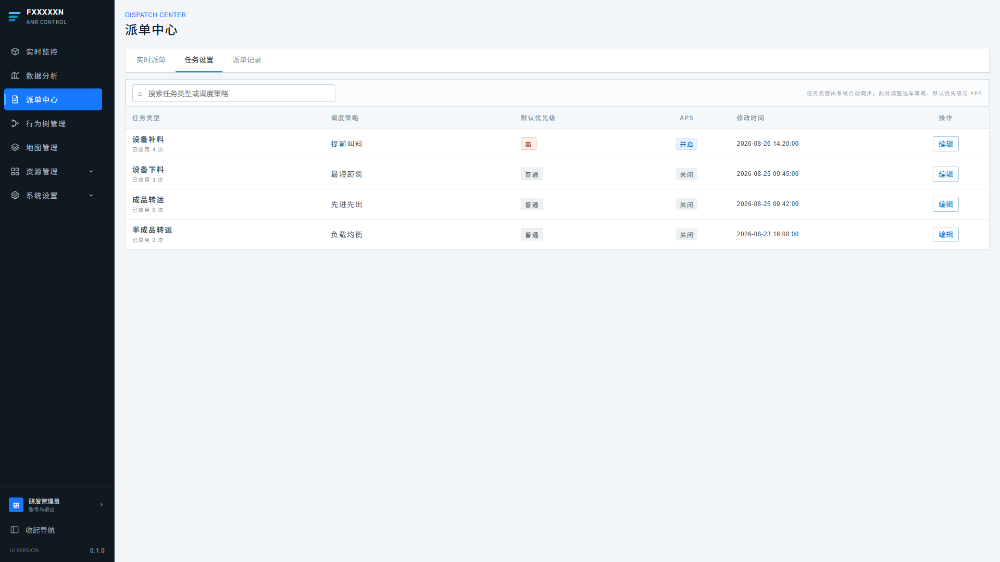 FXXXXXN
AMR CONTROL
实时监控
数据分析
派单中心
行为树管理
地图管理
资源管理
系统设置
研
研发管理员
账号与退出
收起导航
UI VERSION 0.1.0
DISPATCH CENTER
派单中心
实时派单 任务设置 派单记录
搜索任务类型或调度策略
任务类型由系统自动同步，此处调整选车策略、默认优先级与 APS
任务类型 调度策略 默认优先级 APS 修改时间 操作
设备补料
已应用 4 次
提前叫料 高 开启 2026-08-26 14:20:00 编辑
设备下料
已应用 3 次
最短距离 普通 关闭 2026-08-25 09:45:00 编辑
成品转运
已应用 6 次
先进先出 普通 关闭 2026-08-25 09:42:00 编辑
半成品转运
已应用 2 次
负载均衡 普通 关闭 2026-08-23 16:08:00 编辑